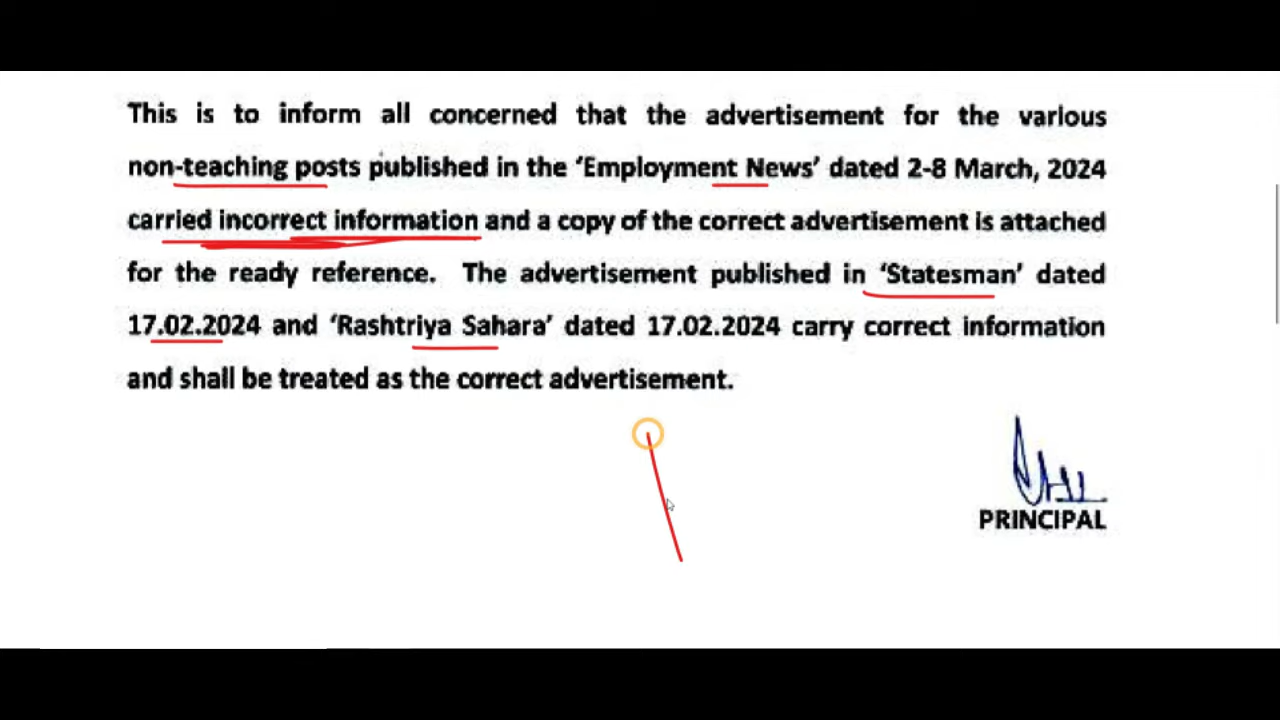 This is to inform all concerned that the advertisement for the various
non-teaching posts published in the ‘Employment News’ dated 2-8 March, 2024
carried incorrect information and a copy of the correct advertisement is attached
for the ready reference. The advertisement published in ‘Statesman’ dated
17.02.2024 and ‘Rashtriya Sahara’ dated 17.02.2024 carry correct information
and shall be treated as the correct advertisement.
PRINCIPAL